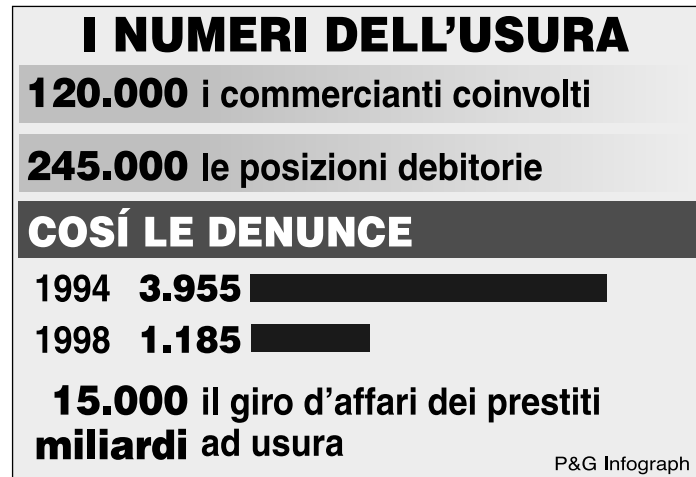 I NUMERI DELL'USURA
120.000 i commercianti coinvolti
245.000 le posizioni debitorie
COSÍ LE DENUNCE
1994 3.955
1998 1.185
15.000 il giro d'affari dei prestiti
miliardi ad usura
P&G Infograph